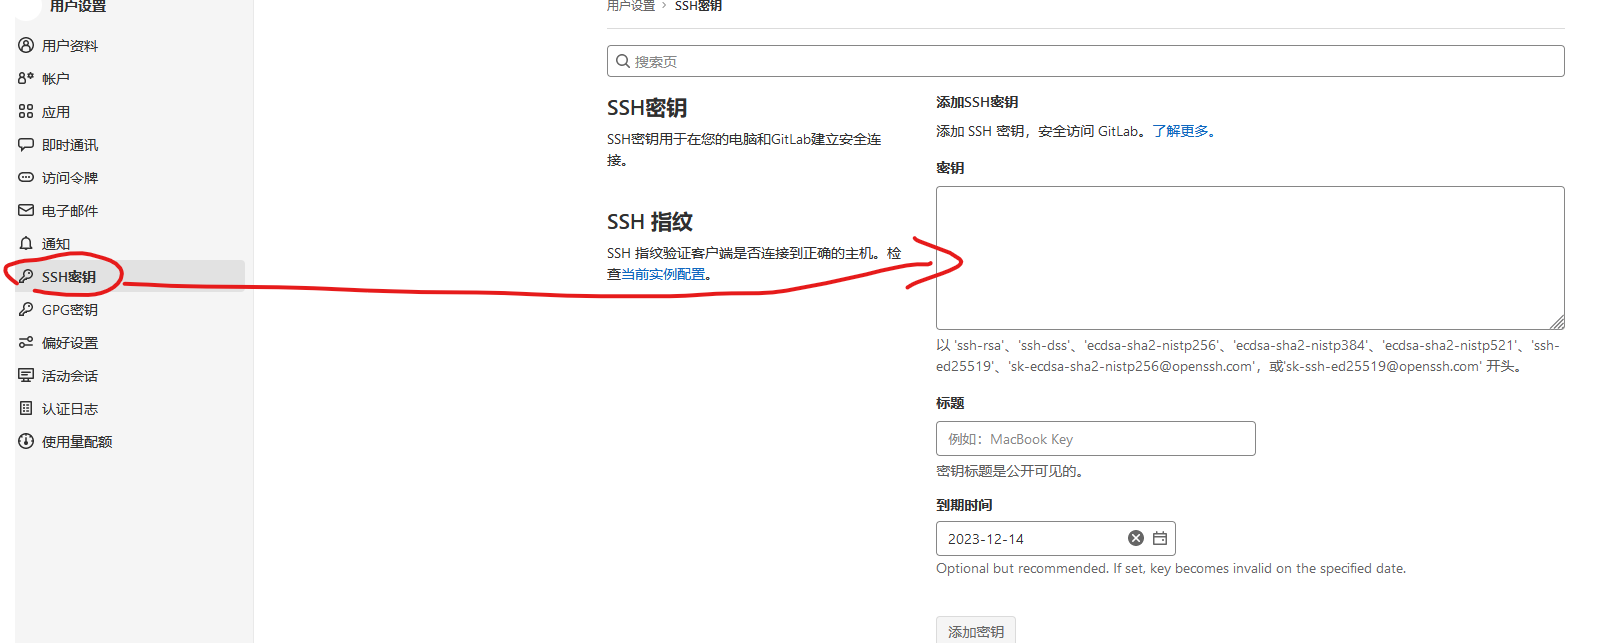 用户设置
用户资料
帐户
应用
即时通讯
访问令牌
电子邮件
通知
SSH密钥
GPG密钥
偏好设置
活动会话
认证日志
使用量配额
用户设置 › SSH密钥
搜索页
SSH密钥
SSH密钥用于在您的电脑和GitLab建立安全连
接。
SSH 指纹
SSH 指纹验证客户端是否连接到正确的主机。检
查当前实例配置。
添加SSH密钥
添加 SSH 密钥，安全访问 GitLab。了解更多。
密钥
以 'ssh-rsa'、'ssh-dss'、'ecdsa-sha2-nistp256'、'ecdsa-sha2-nistp384'、'ecdsa-sha2-nistp521'、'ssh-
ed25519'、'sk-ecdsa-sha2-nistp256@openssh.com'，或'sk-ssh-ed25519@openssh.com' 开头。
标题
例如：MacBook Key
密钥标题是公开可见的。
到期时间
2023-12-14
Optional but recommended. If set, key becomes invalid on the specified date.
添加密钥